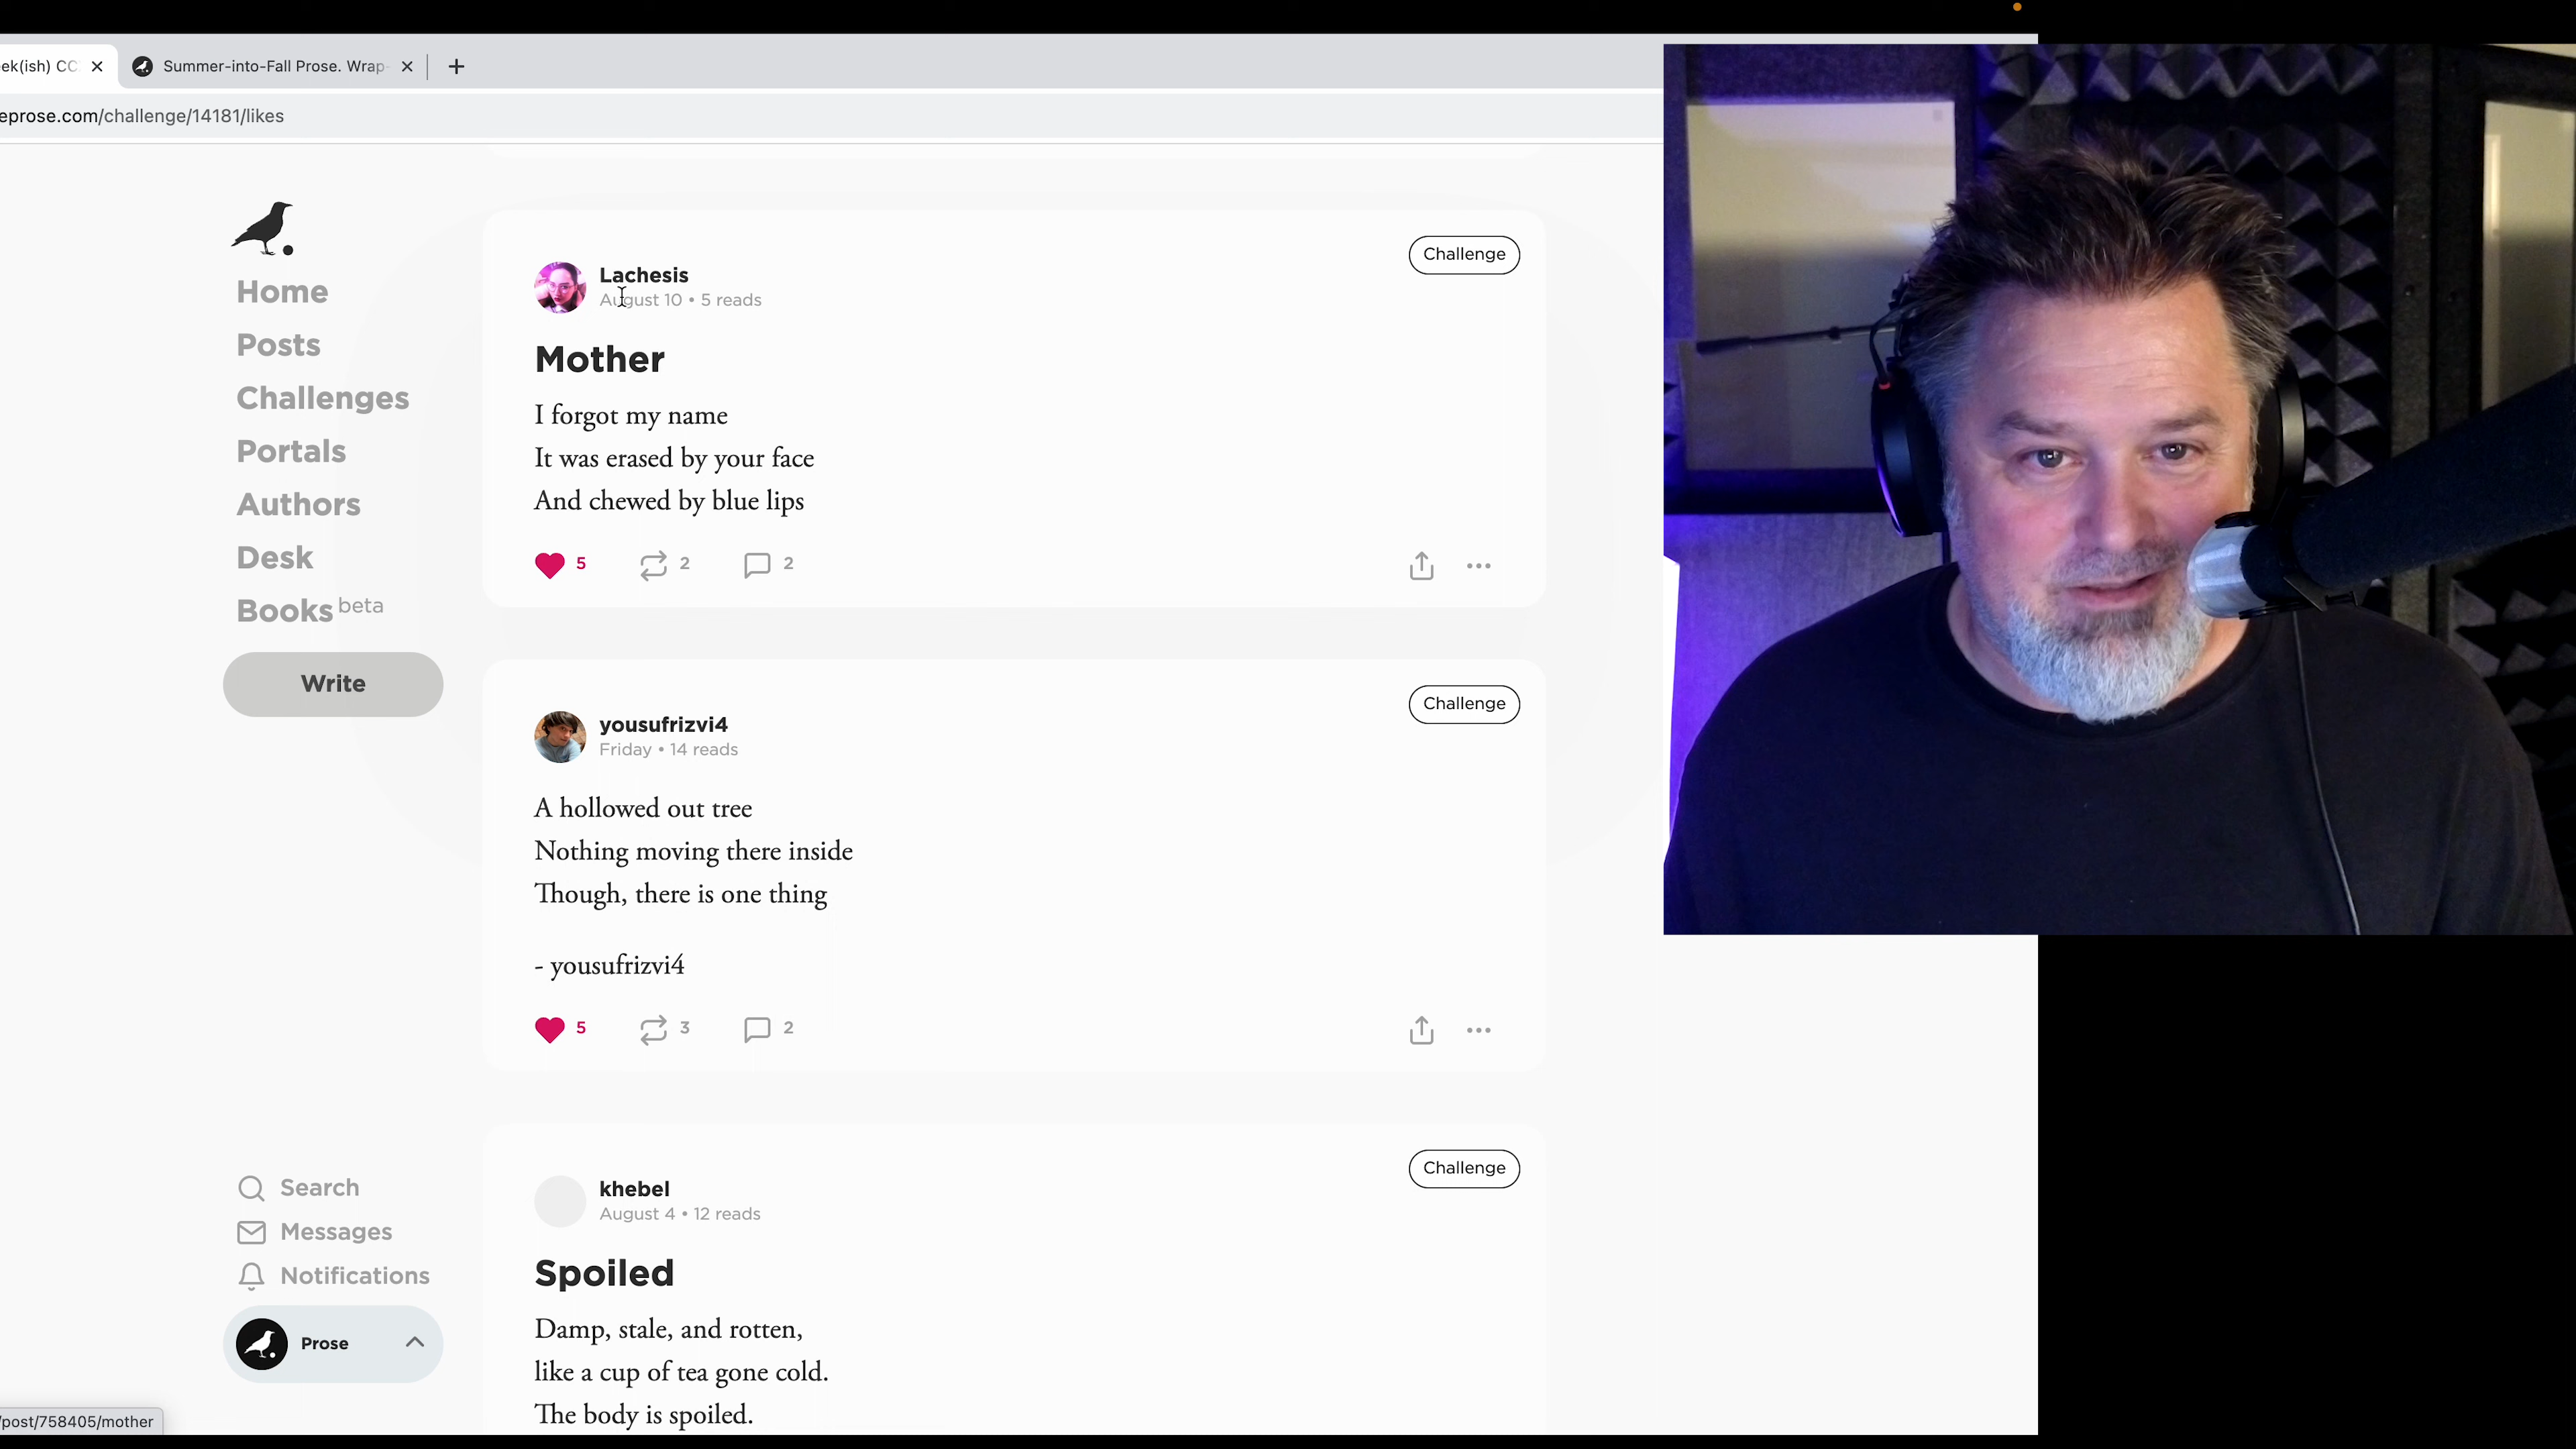 ek(ish) CC
Summer-into-Fall Prose. Wrap-
eprose.com/challenge/14181/likes
Home
Posts
Challenges
Portals
Authors
Desk
Books beta
Write
Search
Messages
Notifications
Prose
/post/758405/mother
Challenge
Lachesis
August 10 • 5 reads
Mother
I forgot my name
It was erased by your face
And chewed by blue lips
5 2 2
Challenge
yousufrizvi4
Friday • 14 reads
A hollowed out tree
Nothing moving there inside
Though, there is one thing
- yousufrizvi4
5 3 2
Challenge
khebel
August 4 • 12 reads
Spoiled
Damp, stale, and rotten,
like a cup of tea gone cold.
The body is spoiled.